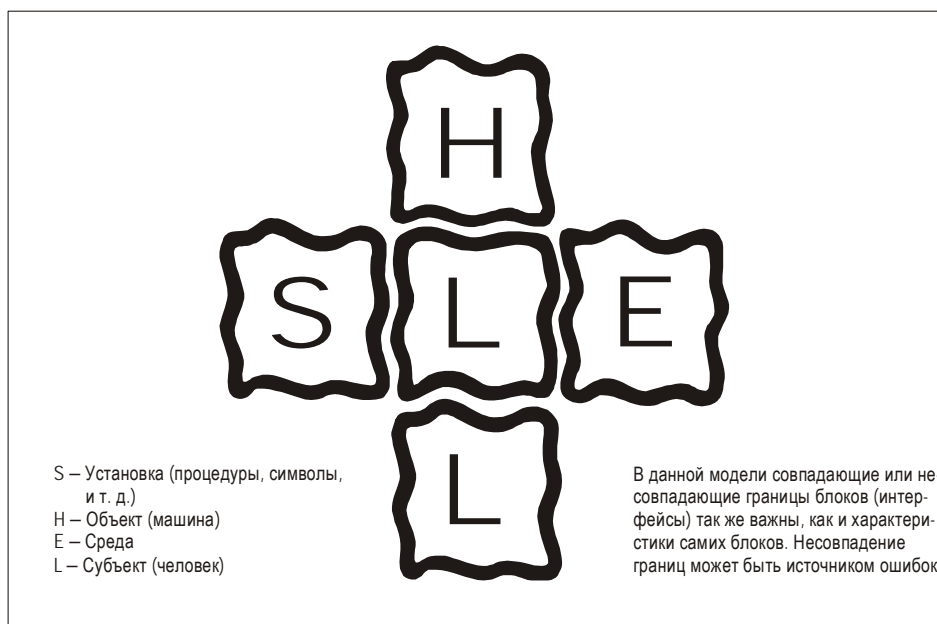 H
S L E
L
S – Установка (процедуры, символы,
и т. д.)
H – Объект (машина)
E – Среда
L – Субъект (человек)
В данной модели совпадающие или не
совпадающие границы блоков (интер-
фейсы) так же важны, как и характери-
стики самих блоков. Несовпадение
границ может быть источником ошибок